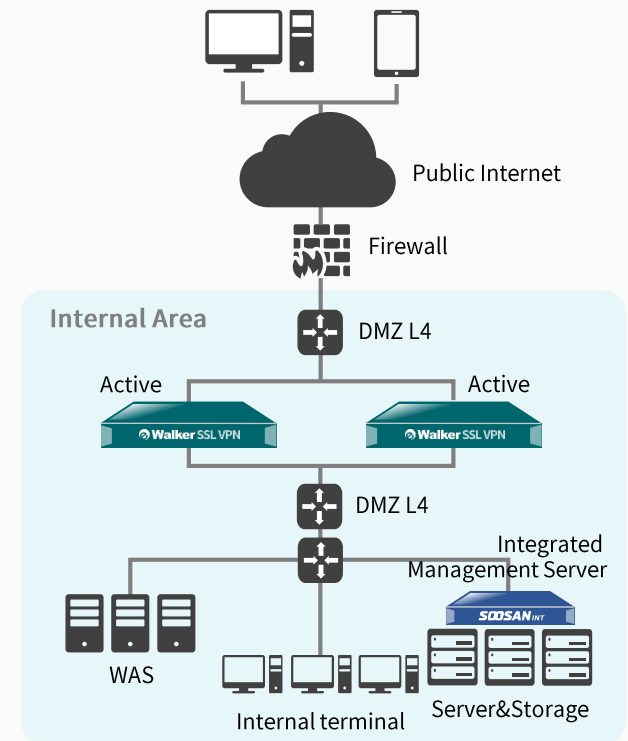 Public Internet
Firewall
Internal Area
DMZ L4
Active
Active
Walker SSL VPN
Walker SSL VPN
DMZ L4
Integrated
Management Server
SOOSAN INT
WAS
Internal terminal
Server&Storage